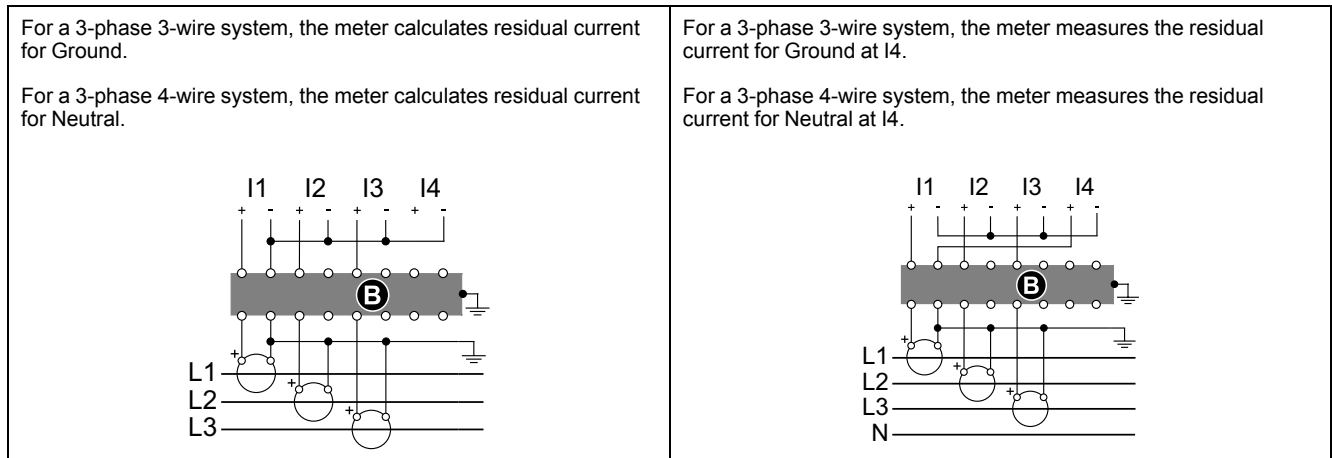 For a 3-phase 3-wire system, the meter calculates residual current
for Ground.
For a 3-phase 4-wire system, the meter calculates residual current
for Neutral.
I1 I2 I3 I4
+ - + - + - + -
B
+
L1
+
L2
+
L3
For a 3-phase 3-wire system, the meter measures the residual
current for Ground at I4.
For a 3-phase 4-wire system, the meter measures the residual
current for Neutral at I4.
I1 I2 I3 I4
+ - + - + - + -
B
+
L1
+
L2
+
L3
N